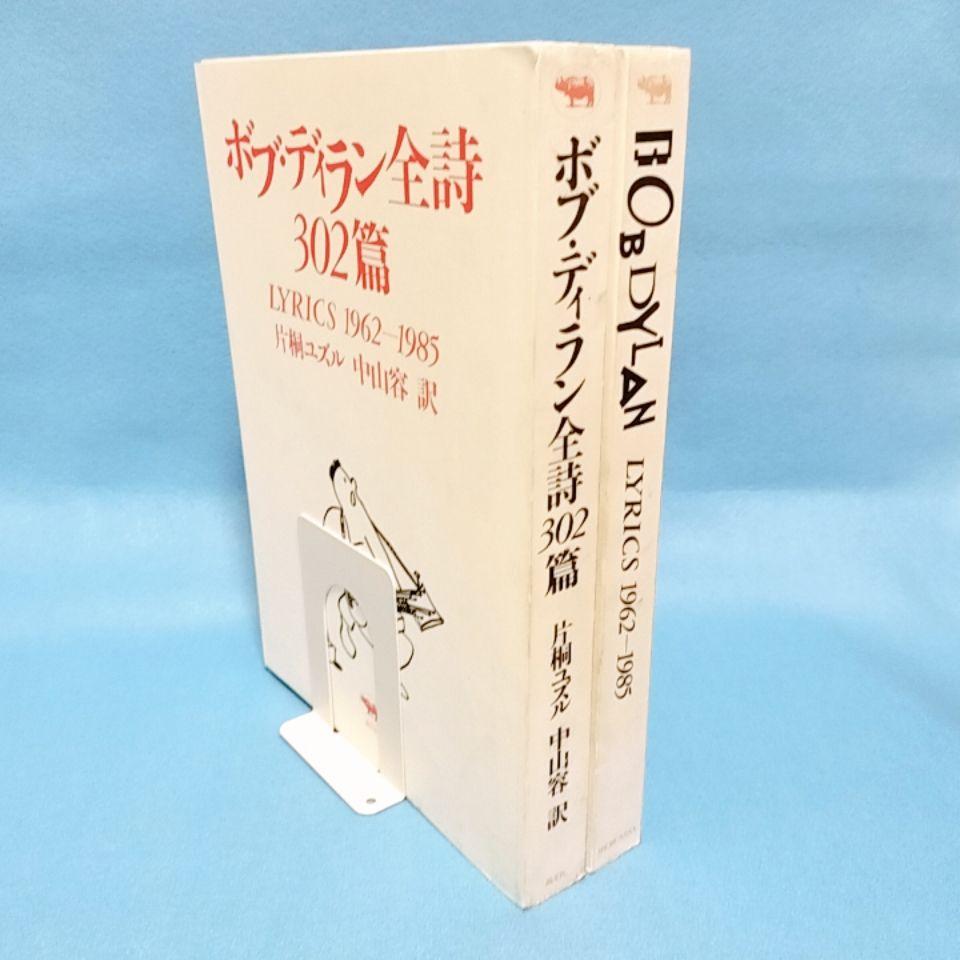 ボブ・ディラン全詩
302篇
LYRICS 1962—1985
片桐ユズル 中山容 訳
ボブ・ディラン全詩302篇 片桐ユズル 中山容 訳
BOB DYLAN LYRICS 1962—1985